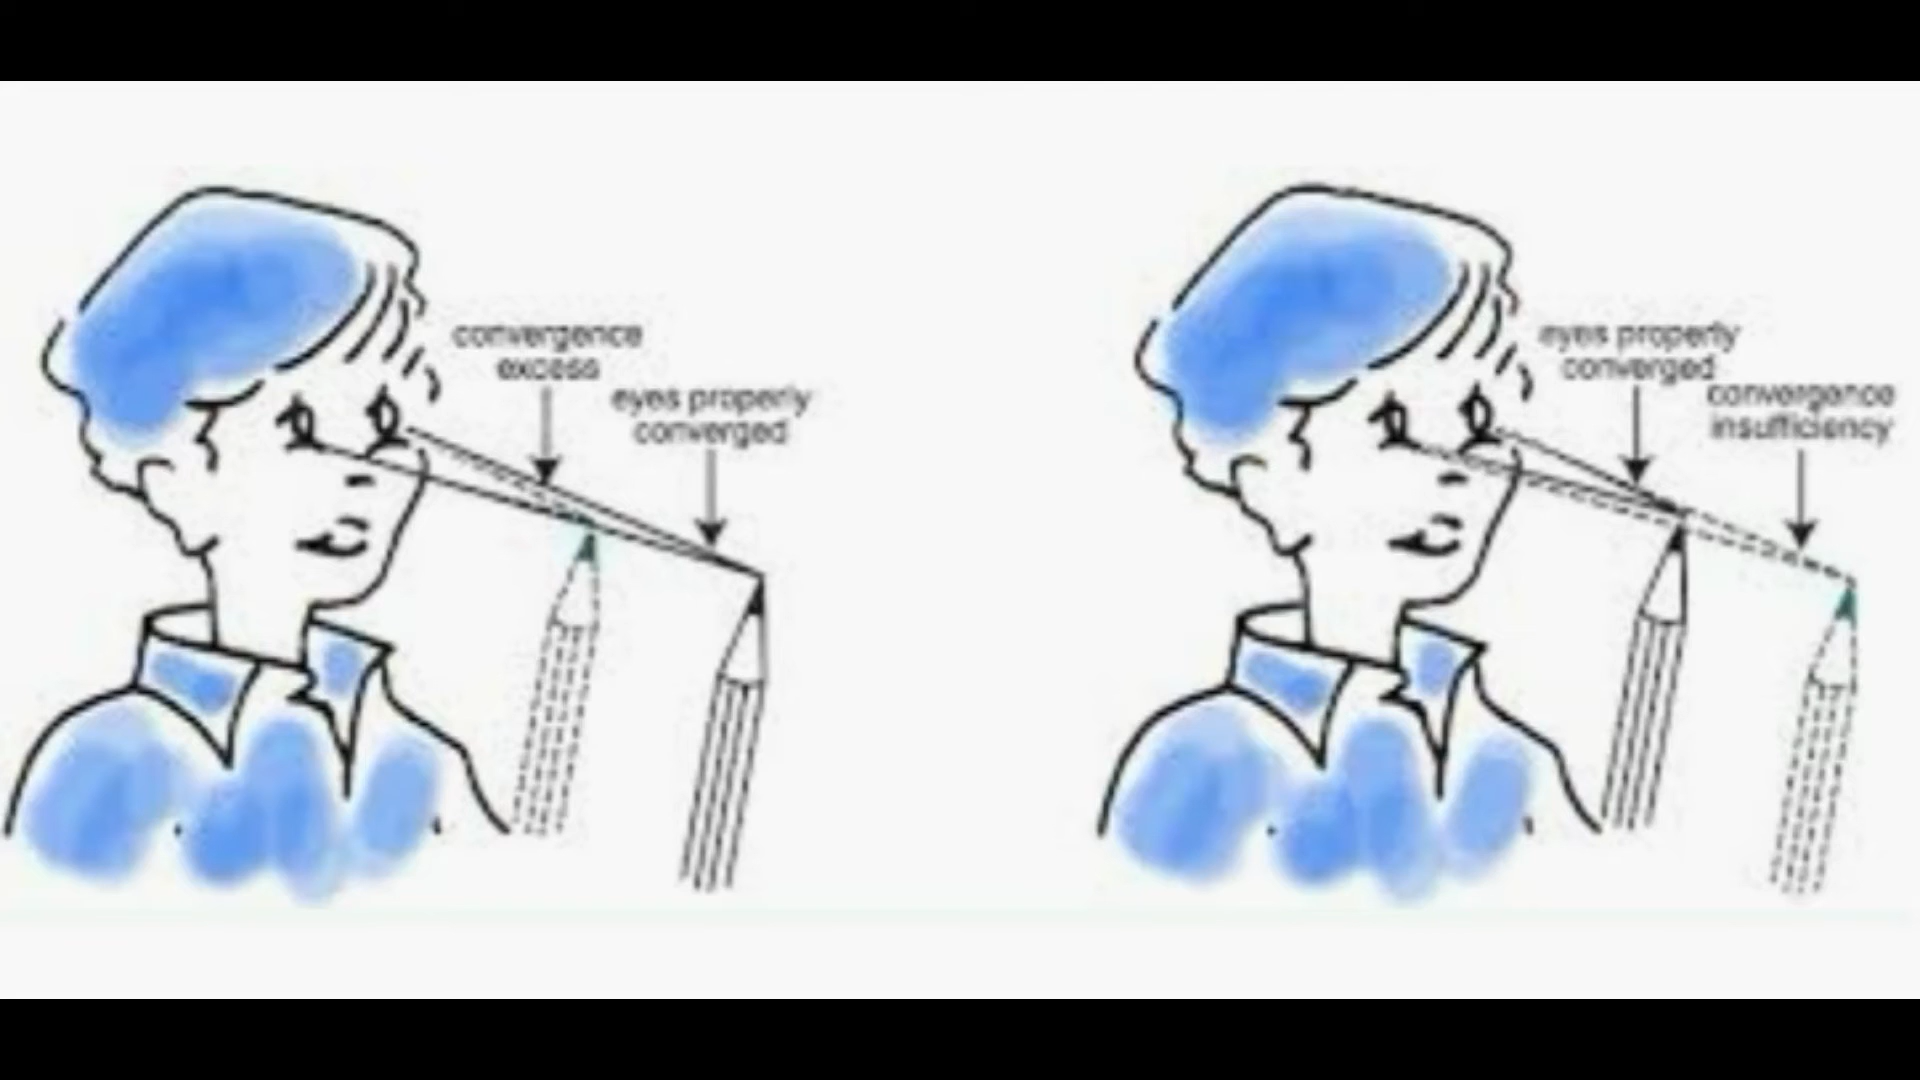 convergence
excess
eyes properly
converged
eyes properly
converged
convergence
insufficiency